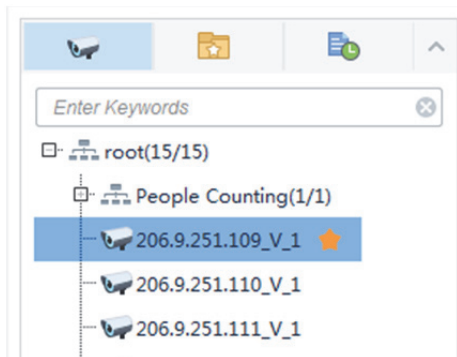 Enter Keywords
root(15/15)
People Counting(1/1)
206.9.251.109_V_1
206.9.251.110_V_1
206.9.251.111_V_1